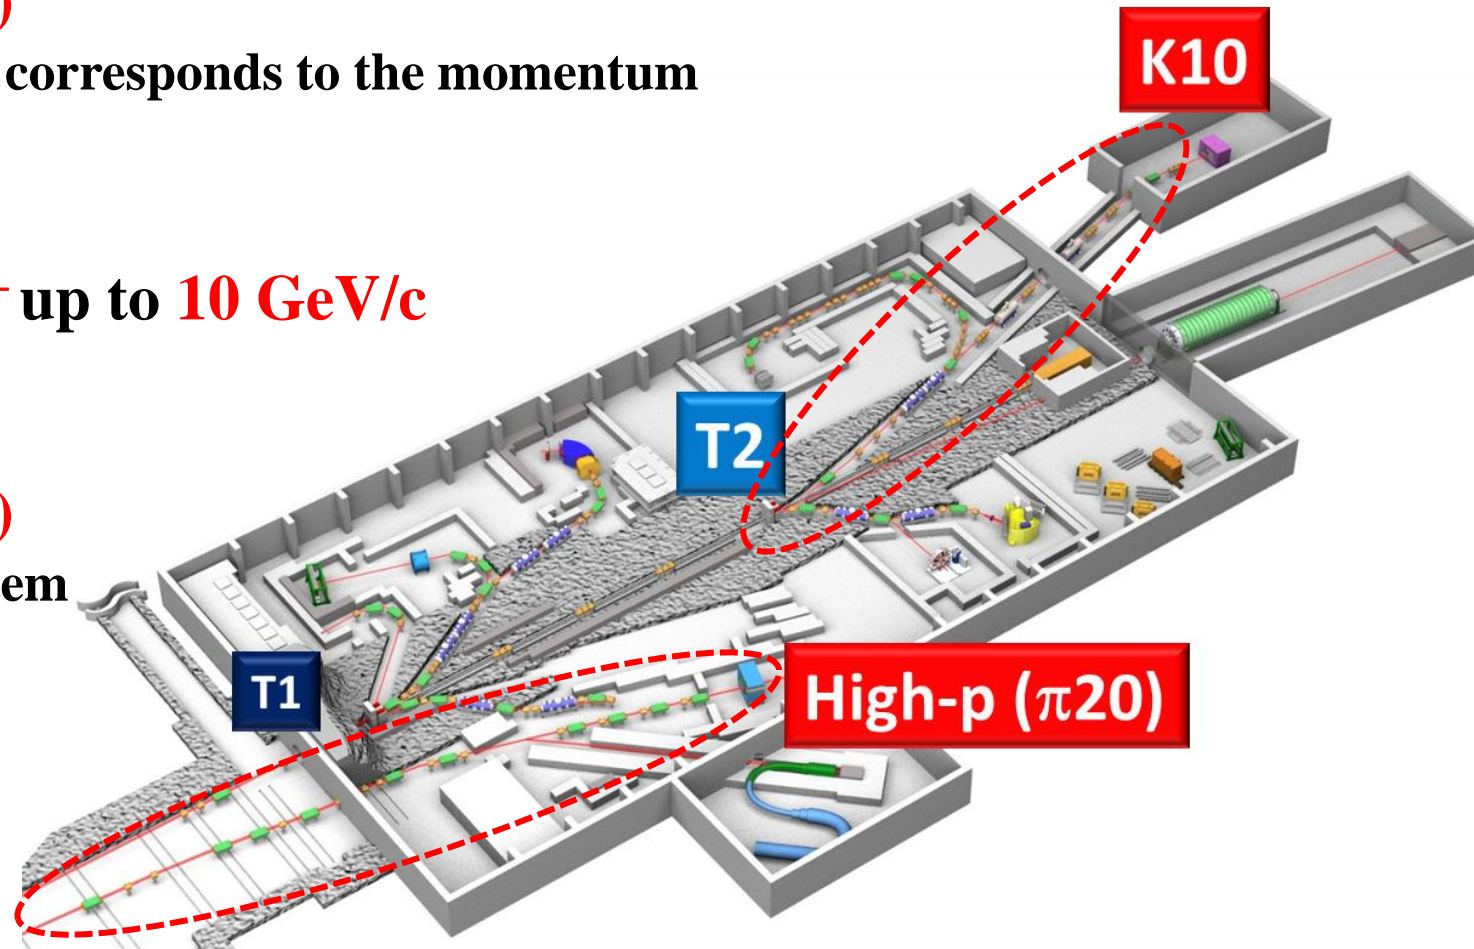 )
corresponds to the momentum
K10
up to 10 GeV/c
T2
)
em
T1
High-p (π20)